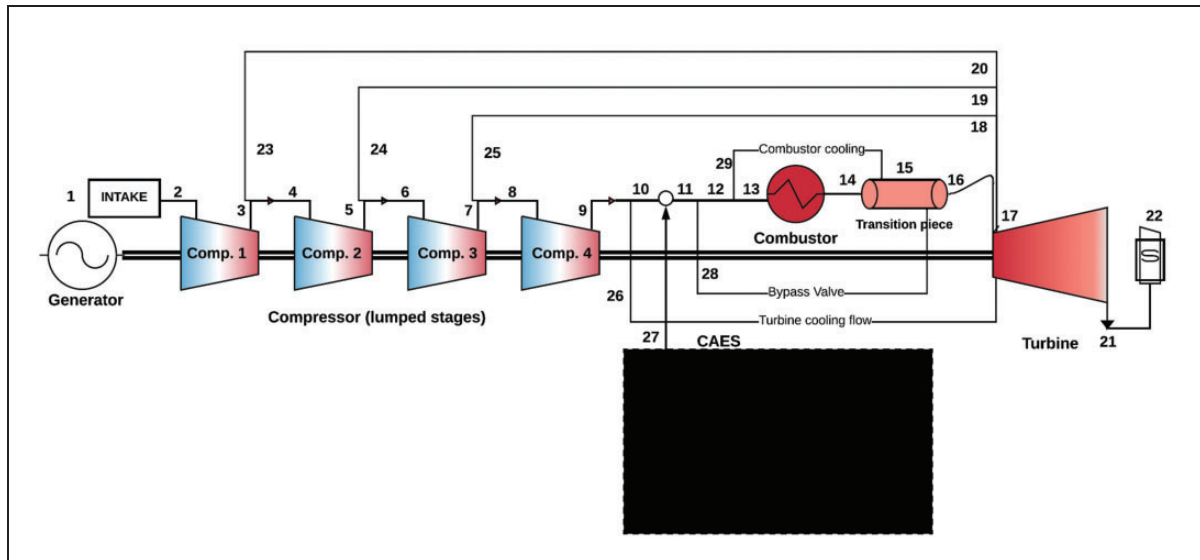 20
19
18
23
24
25
Combustor cooling
29
15
1
INTAKE
2
3
4
5
6
7
8
9
10
11
12
13
14
16
17
22
Transition piece
Comp. 1
Comp. 2
Comp. 3
Comp. 4
Combustor
S
28
Generator
Bypass Valve
26
Compressor (lumped stages)
Turbine cooling flow
27
CAES
Turbine
21